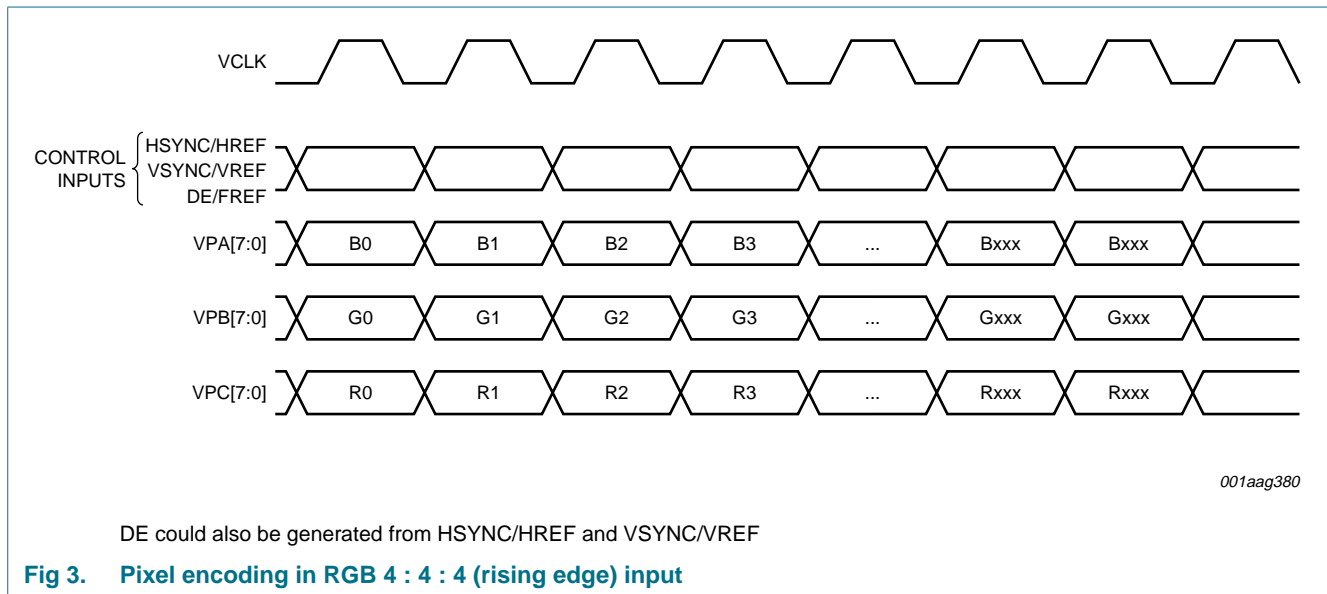 VCLK
CONTROL
INPUTS
HSYNC/HREF
VSYNC/VREF
DE/FREF
VPA[7:0] B0 B1 B2 B3 ... Bxxx Bxxx
VPB[7:0] G0 G1 G2 G3 ... Gxxx Gxxx
VPC[7:0] R0 R1 R2 R3 ... Rxxx Rxxx
001aag380
DE could also be generated from HSYNC/HREF and VSYNC/VREF
Fig 3. Pixel encoding in RGB 4 : 4 : 4 (rising edge) input